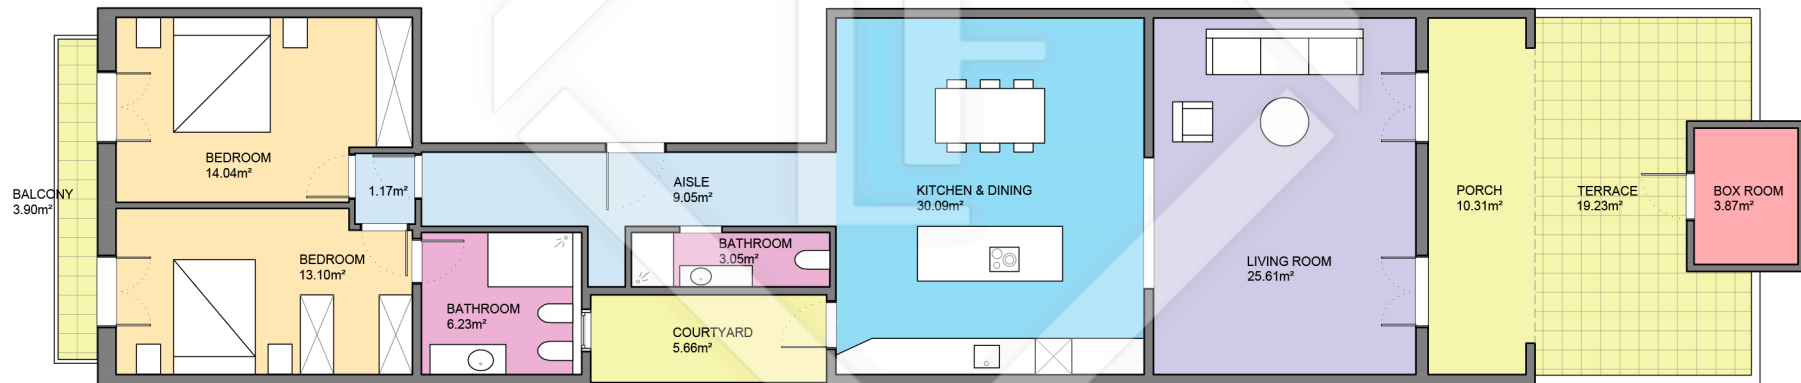 BEDROOM
14.04m²
BALCONY
3.90m²
1.17m²
AISLE
9.05m²
KITCHEN & DINING
30.09m²
PORCH
10.31m²
TERRACE
19.23m²
BOX ROOM
3.87m²
BEDROOM
13.10m²
BATHROOM
3.05m²
LIVING ROOM
25.61m²
BATHROOM
6.23m²
COURTYARD
5.66m²